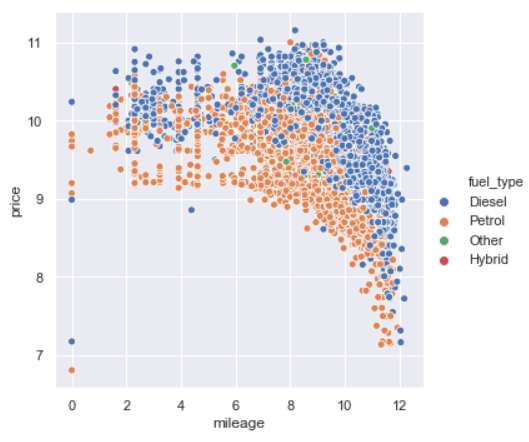 11
10
9
8
7
price
0
2
4
6
8
10
12
mileage
fuel_type
Diesel
Petrol
Other
Hybrid